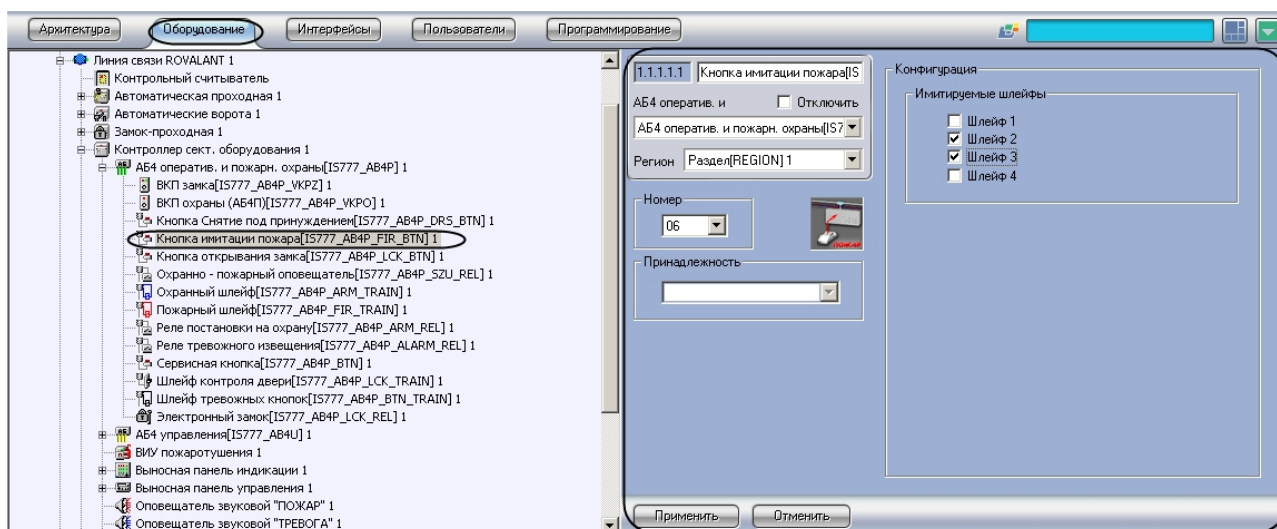 Архитектура Оборудование Интерфейсы Пользователи Программирование
Линия связи ROVALANT 1
Контрольный считыватель
Автоматическая проходная 1
Автоматические ворота 1
Замок-проходная 1
Контроллер сект. оборудования 1
АБ4 оператив. и пожарн. охраны[IS777_AB4P] 1
ВКП замка[IS777_AB4P_VKPZ] 1
ВКП охраны (АБ4П)[IS777_AB4P_VKPO] 1
Кнопка Снятие под принуждением[IS777_AB4P_DRS_BTN] 1
Кнопка имитации пожара[IS777_AB4P_FIR_BTN] 1
Кнопка открывания замка[IS777_AB4P_LCK_BTN] 1
Охранно - пожарный оповещатель[IS777_AB4P_SZU_REL] 1
Охранный шлейф[IS777_AB4P_ARM_TRAIN] 1
Пожарный шлейф[IS777_AB4P_FIR_TRAIN] 1
Реле постановки на охрану[IS777_AB4P_ARM_REL] 1
Реле тревожного извещения[IS777_AB4P_ALARM_REL] 1
Сервисная кнопка[IS777_AB4P_BTN] 1
Шлейф контроля двери[IS777_AB4P_LCK_TRAIN] 1
Шлейф тревожных кнопок[IS777_AB4P_BTN_TRAIN] 1
Электронный замок[IS777_AB4P_LCK_REL] 1
АБ4 управления[IS777_AB4U] 1
ВИУ пожаротушения 1
Выносная панель индикации 1
Выносная панель управления 1
Оповещатель звуковой "ПОЖАР" 1
Оповещатель звуковой "ТРЕВОГА" 1
1.1.1.1.1 Кнопка имитации пожара[IS
АБ4 оператив. и Отключить
АБ4 оператив. и пожарн. охраны[IS7
Регион Раздел[REGION] 1
Номер
06
ПОЖАР
Принадлежность
Конфигурация
Имитируемые шлейфы
Шлейф 1
Шлейф 2
Шлейф 3
Шлейф 4
Применить Отменить